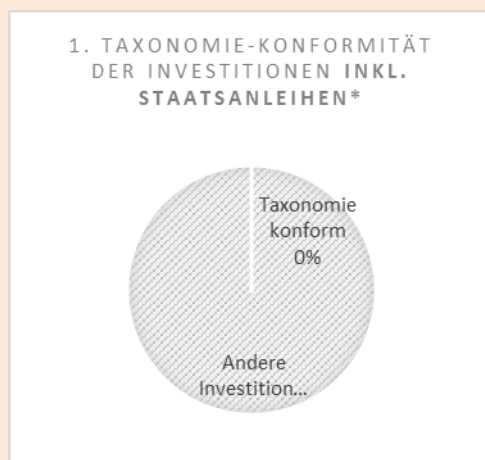 1. TAXONOMIE-KONFORMITÄT
DER INVESTITIONEN INKL.
STAATSANLEIHEN*
Taxonomie
konform
0%
Andere
Investition...